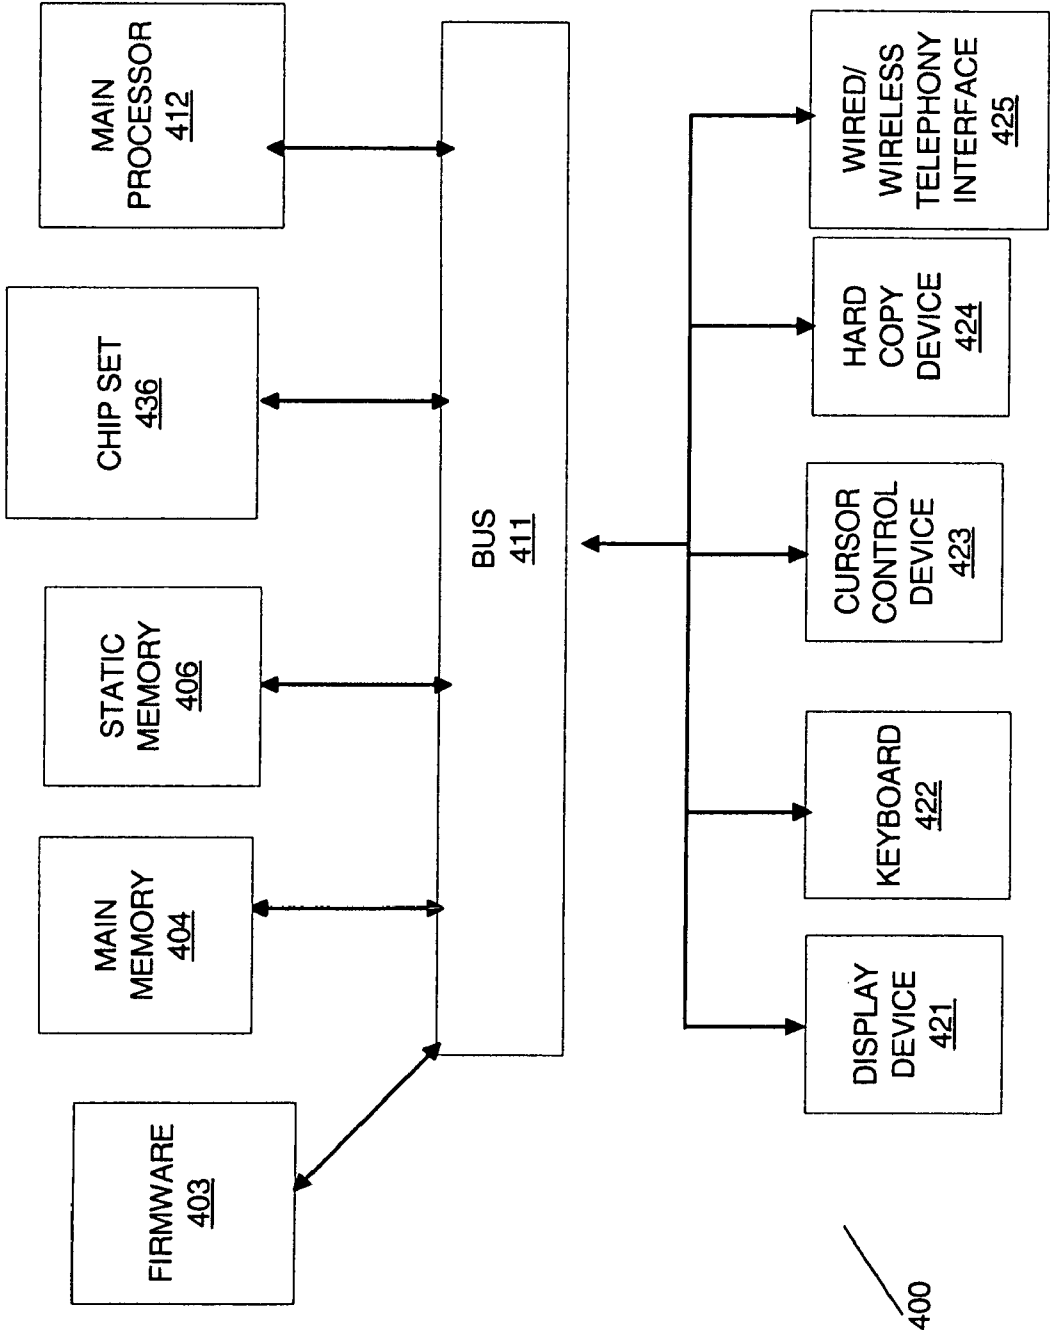 FIRMWARE
403
MAIN
MEMORY
404
STATIC
MEMORY
406
CHIP SET
436
MAIN
PROCESSOR
412
BUS
411
DISPLAY
DEVICE
421
KEYBOARD
422
CURSOR
CONTROL
DEVICE
423
HARD
COPY
DEVICE
424
WIRED/
WIRELESS
TELEPHONY
INTERFACE
425
400